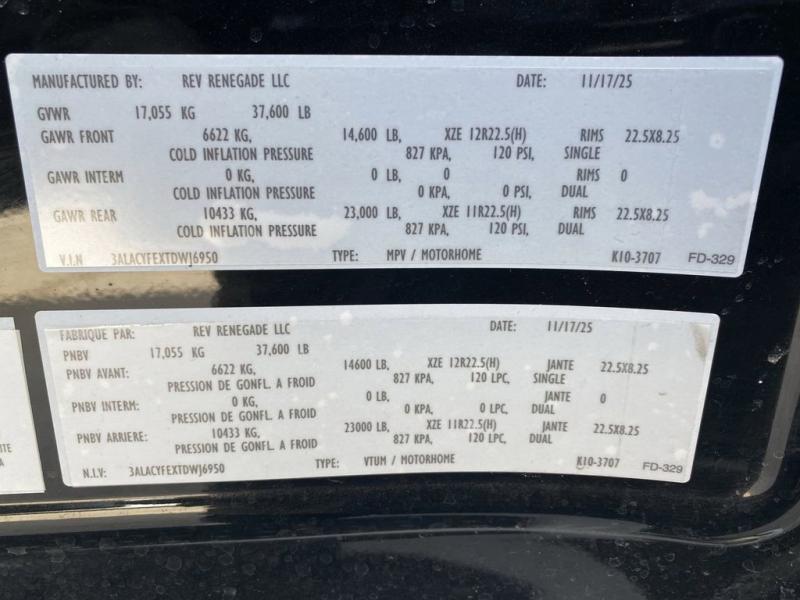 MANUFACTURED BY: REV RENEGADE LLC DATE: 11/17/25
GVWR 17,055 KG 37,600 LB
GAWR FRONT 6622 KG, 14,600 LB, XZE 12R22.5(H) RIMS 22.5X8.25
COLD INFLATION PRESSURE 827 KPA, 120 PSI, SINGLE
GAWR INTERM 0 KG, 0 LB, 0 RIMS 0
COLD INFLATION PRESSURE 0 KPA, 0 PSI, DUAL
GAWR REAR 10433 KG, 23,000 LB, XZE 11R22.5(H) RIMS 22.5X8.25
COLD INFLATION PRESSURE 827 KPA, 120 PSI, DUAL
V.I.N 3ALACYFEXTDWJ6950 TYPE: MPV / MOTORHOME K10-3707 FD-329
FABRIQUE PAR: REV RENEGADE LLC DATE: 11/17/25
PNBV 17,055 KG 37,600 LB
PNBV AVANT: 6622 KG, 14600 LB, XZE 12R22.5(H) JANTE 22.5X8.25
PRESSION DE GONFL. A FROID 827 KPA, 120 LPC, SINGLE
PNBV INTERM: 0 KG, 0 LB, 0 JANTE 0
PRESSION DE GONFL. A FROID 0 KPA, 0 LPC, DUAL
PNBV ARRIERE: 10433 KG, 23000 LB, XZE 11R22.5(H) JANTE 22.5X8.25
PRESSION DE GONFL. A FROID 827 KPA, 120 LPC, DUAL
N.I.V: 3ALACYFEXTDWJ6950 TYPE: VTUM / MOTORHOME K10-3707 FD-329